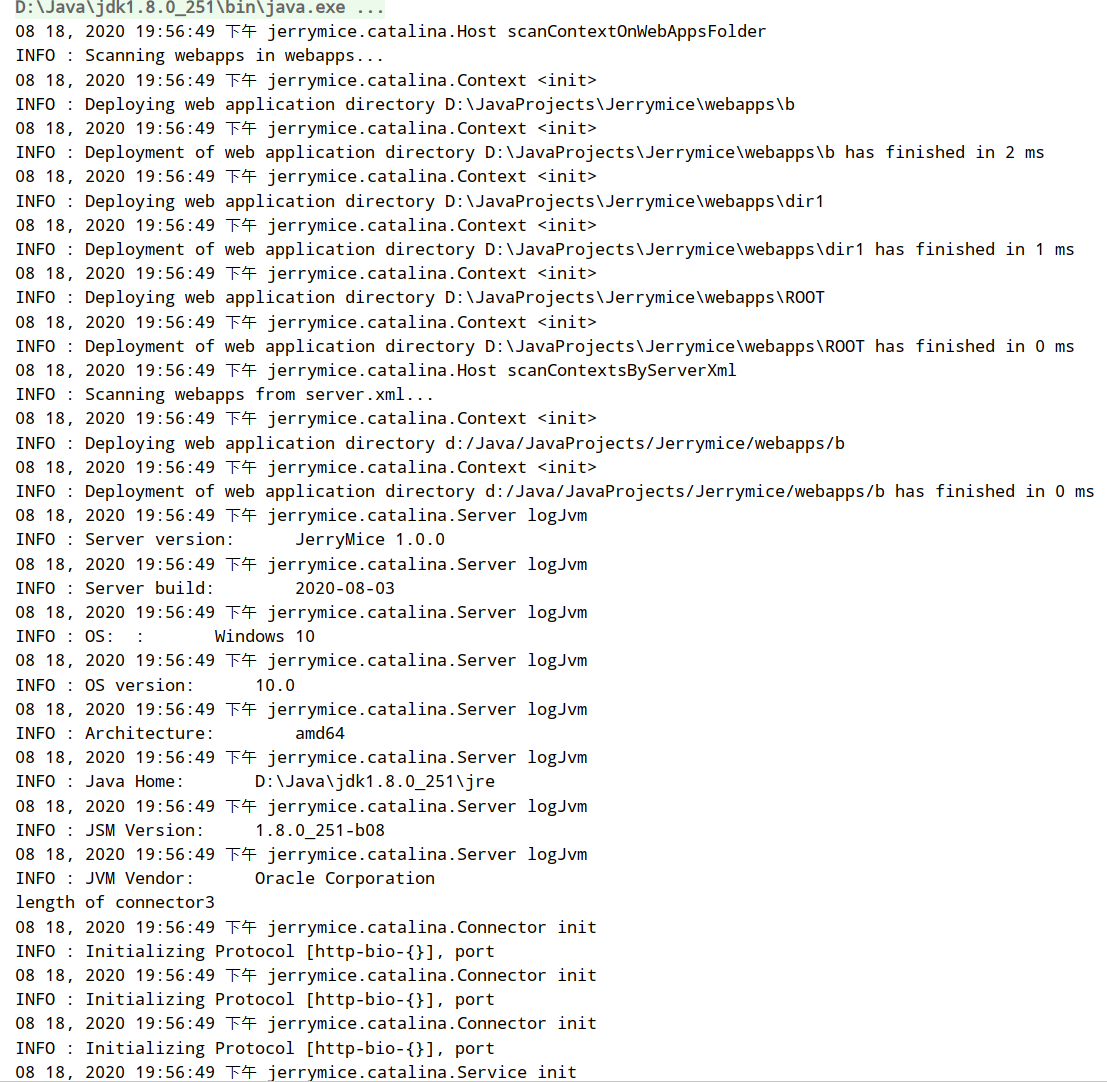 D:\Java\jdk1.8.0_251\bin\java.exe ...
08 18, 2020 19:56:49 下午 jerrymice.catalina.Host scanContextOnWebAppsFolder
INFO : Scanning webapps in webapps...
08 18, 2020 19:56:49 下午 jerrymice.catalina.Context <init>
INFO : Deploying web application directory D:\JavaProjects\Jerrymice\webapps\b
08 18, 2020 19:56:49 下午 jerrymice.catalina.Context <init>
INFO : Deployment of web application directory D:\JavaProjects\Jerrymice\webapps\b has finished in 2 ms
08 18, 2020 19:56:49 下午 jerrymice.catalina.Context <init>
INFO : Deploying web application directory D:\JavaProjects\Jerrymice\webapps\dir1
08 18, 2020 19:56:49 下午 jerrymice.catalina.Context <init>
INFO : Deployment of web application directory D:\JavaProjects\Jerrymice\webapps\dir1 has finished in 1 ms
08 18, 2020 19:56:49 下午 jerrymice.catalina.Context <init>
INFO : Deploying web application directory D:\JavaProjects\Jerrymice\webapps\ROOT
08 18, 2020 19:56:49 下午 jerrymice.catalina.Context <init>
INFO : Deployment of web application directory D:\JavaProjects\Jerrymice\webapps\ROOT has finished in 0 ms
08 18, 2020 19:56:49 下午 jerrymice.catalina.Host scanContextsByServerXml
INFO : Scanning webapps from server.xml...
08 18, 2020 19:56:49 下午 jerrymice.catalina.Context <init>
INFO : Deploying web application directory d:/Java/JavaProjects/Jerrymice/webapps/b
08 18, 2020 19:56:49 下午 jerrymice.catalina.Context <init>
INFO : Deployment of web application directory d:/Java/JavaProjects/Jerrymice/webapps/b has finished in 0 ms
08 18, 2020 19:56:49 下午 jerrymice.catalina.Server logJvm
INFO : Server version:      JerryMice 1.0.0
08 18, 2020 19:56:49 下午 jerrymice.catalina.Server logJvm
INFO : Server build:        2020-08-03
08 18, 2020 19:56:49 下午 jerrymice.catalina.Server logJvm
INFO : OS:  :       Windows 10
08 18, 2020 19:56:49 下午 jerrymice.catalina.Server logJvm
INFO : OS version:      10.0
08 18, 2020 19:56:49 下午 jerrymice.catalina.Server logJvm
INFO : Architecture:        amd64
08 18, 2020 19:56:49 下午 jerrymice.catalina.Server logJvm
INFO : Java Home:       D:\Java\jdk1.8.0_251\jre
08 18, 2020 19:56:49 下午 jerrymice.catalina.Server logJvm
INFO : JSM Version:     1.8.0_251-b08
08 18, 2020 19:56:49 下午 jerrymice.catalina.Server logJvm
INFO : JVM Vendor:      Oracle Corporation
length of connector3
08 18, 2020 19:56:49 下午 jerrymice.catalina.Connector init
INFO : Initializing Protocol [http-bio-{}], port
08 18, 2020 19:56:49 下午 jerrymice.catalina.Connector init
INFO : Initializing Protocol [http-bio-{}], port
08 18, 2020 19:56:49 下午 jerrymice.catalina.Connector init
INFO : Initializing Protocol [http-bio-{}], port
08 18, 2020 19:56:49 下午 jerrymice.catalina.Service init